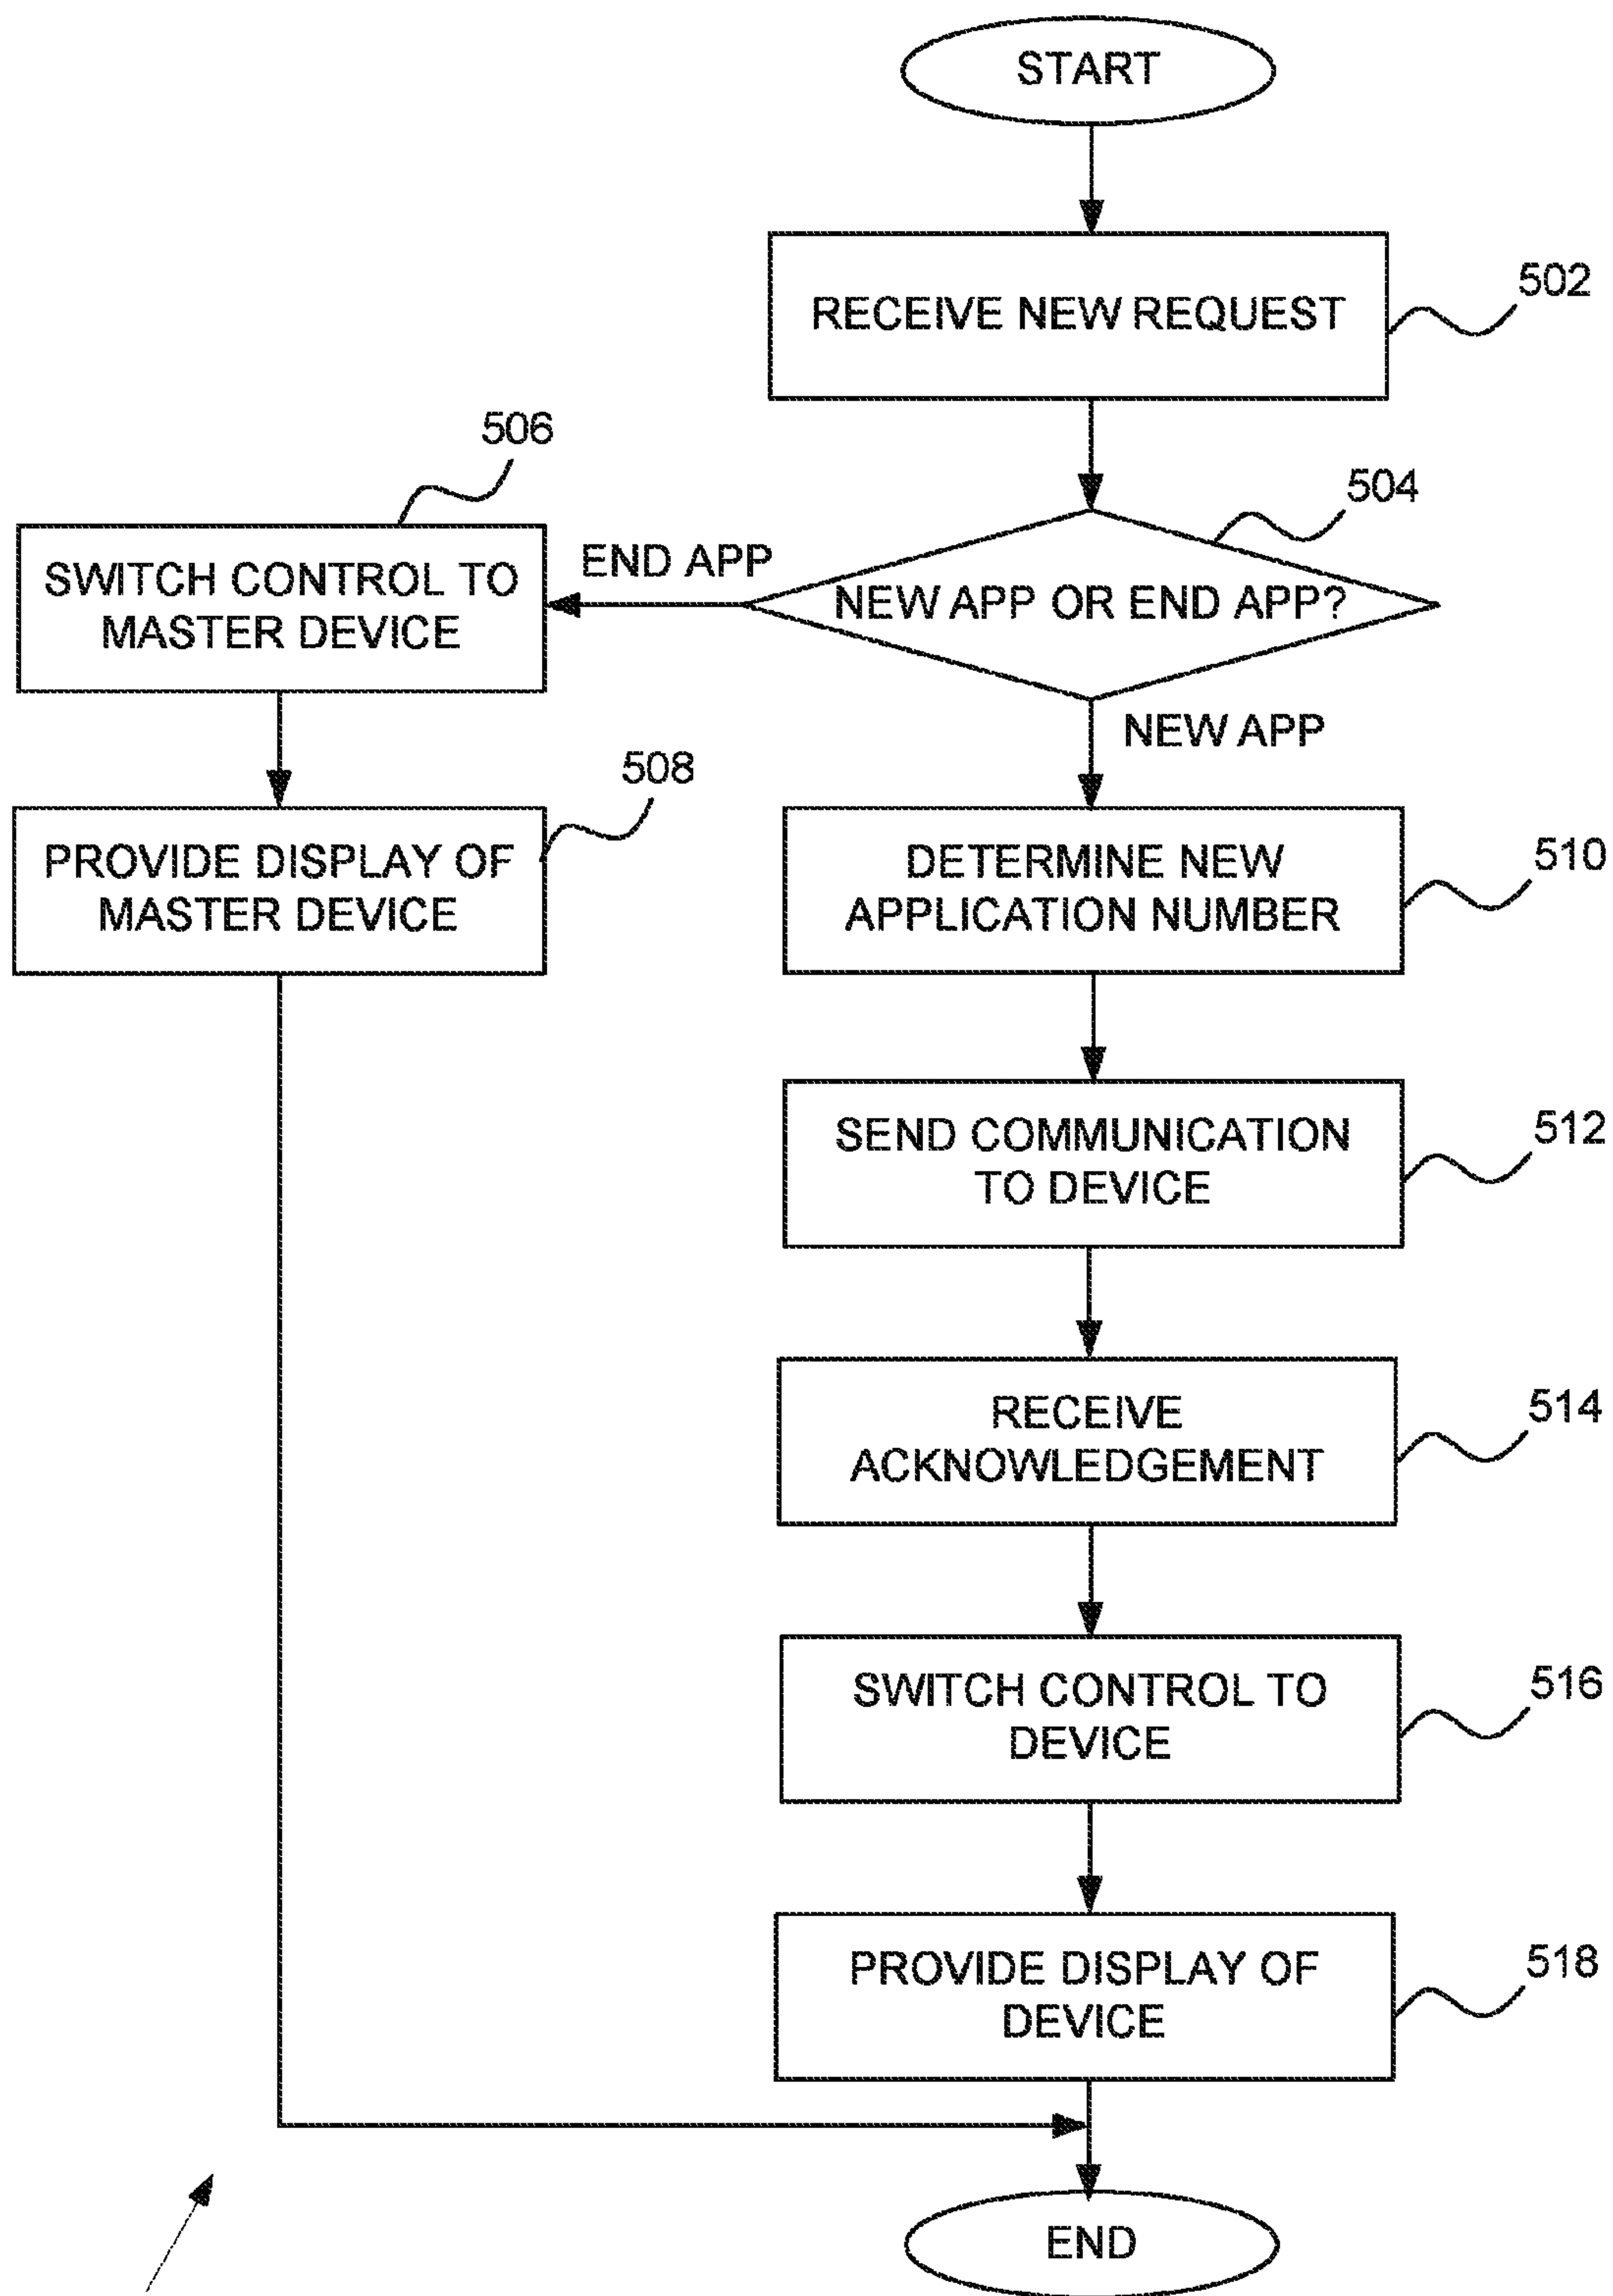 START
RECEIVE NEW REQUEST
502
504
NEW APP OR END APP?
END APP
506
SWITCH CONTROL TO
MASTER DEVICE
508
PROVIDE DISPLAY OF
MASTER DEVICE
NEW APP
DETERMINE NEW
APPLICATION NUMBER
510
SEND COMMUNICATION
TO DEVICE
512
RECEIVE
ACKNOWLEDGEMENT
514
SWITCH CONTROL TO
DEVICE
516
PROVIDE DISPLAY OF
DEVICE
518
END